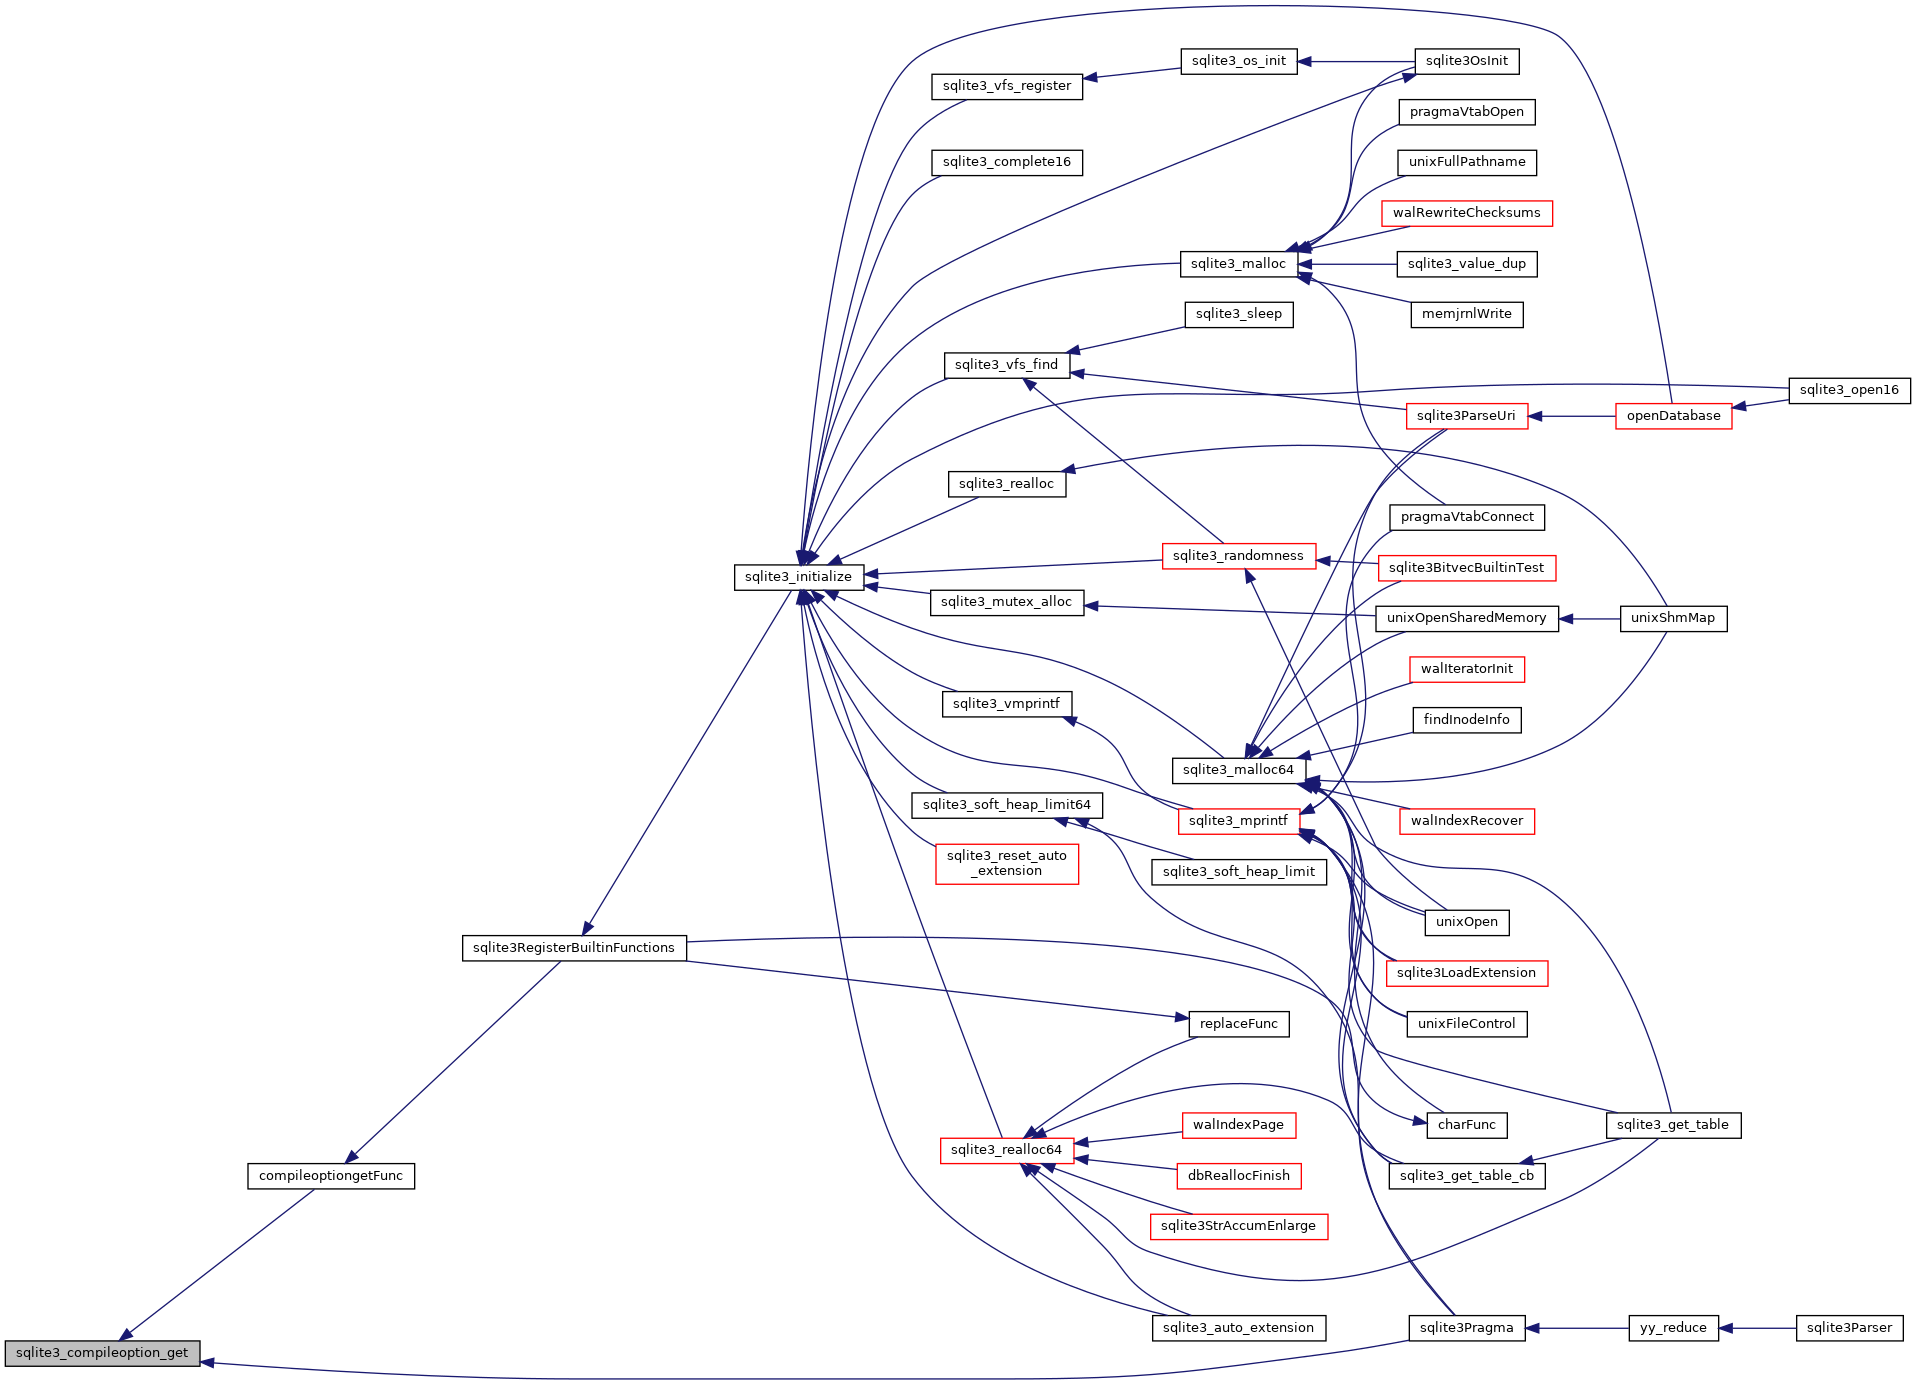 sqlite3_os_init
sqlite3OsInit
sqlite3_vfs_register
pragmaVtabOpen
sqlite3_complete16
unixFullPathname
walRewriteChecksums
sqlite3_malloc
sqlite3_value_dup
sqlite3_sleep
memjrnlWrite
sqlite3_vfs_find
sqlite3_open16
sqlite3ParseUri
openDatabase
sqlite3_realloc
pragmaVtabConnect
sqlite3_randomness
sqlite3BitvecBuiltinTest
sqlite3_initialize
sqlite3_mutex_alloc
unixOpenSharedMemory
unixShmMap
walIteratorInit
sqlite3_vmprintf
findInodeInfo
sqlite3_malloc64
sqlite3_soft_heap_limit64
sqlite3_mprintf
walIndexRecover
sqlite3_reset_auto
_extension
sqlite3_soft_heap_limit
unixOpen
sqlite3RegisterBuiltinFunctions
sqlite3LoadExtension
replaceFunc
unixFileControl
walIndexPage
charFunc
sqlite3_get_table
sqlite3_realloc64
compileoptiongetFunc
dbReallocFinish
sqlite3_get_table_cb
sqlite3StrAccumEnlarge
sqlite3_auto_extension
sqlite3Pragma
yy_reduce
sqlite3Parser
sqlite3_compileoption_get